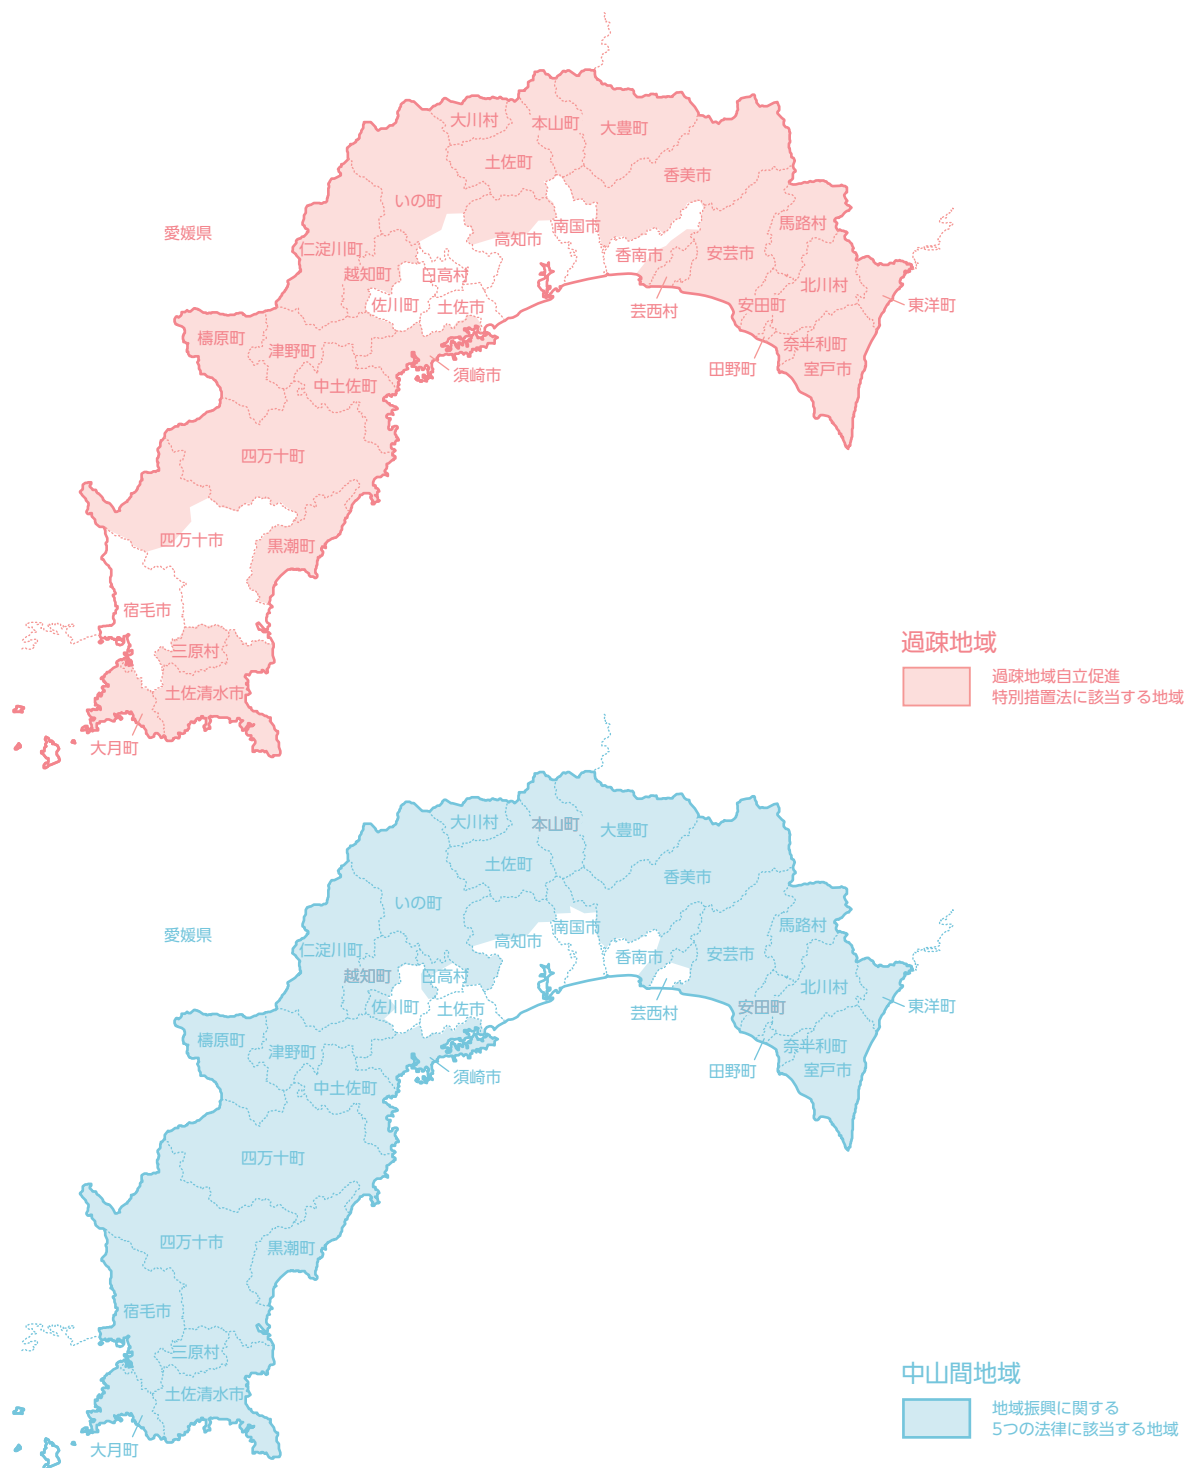 大川村
本山町
大豊町
土佐町
香美市
いの町
馬路村
南国市
愛媛県
高知市
仁淀川町
香南市
安芸市
越知町
日高村
北川村
佐川町
土佐市
安田町
東洋町
芸西村
檮原町
津野町
奈半利町
田野町
室戸市
須崎市
中土佐町
四万十町
四万十市
黒潮町
宿毛市
三原村
土佐清水市
大月町
過疎地域
過疎地域自立促進
特別措置法に該当する地域
大川村
本山町
大豊町
土佐町
香美市
いの町
馬路村
南国市
愛媛県
高知市
仁淀川町
香南市
安芸市
越知町
日高村
北川村
佐川町
土佐市
安田町
東洋町
芸西村
檮原町
津野町
奈半利町
田野町
室戸市
須崎市
中土佐町
四万十町
四万十市
黒潮町
宿毛市
三原村
土佐清水市
大月町
中山間地域
地域振興に関する
5つの法律に該当する地域